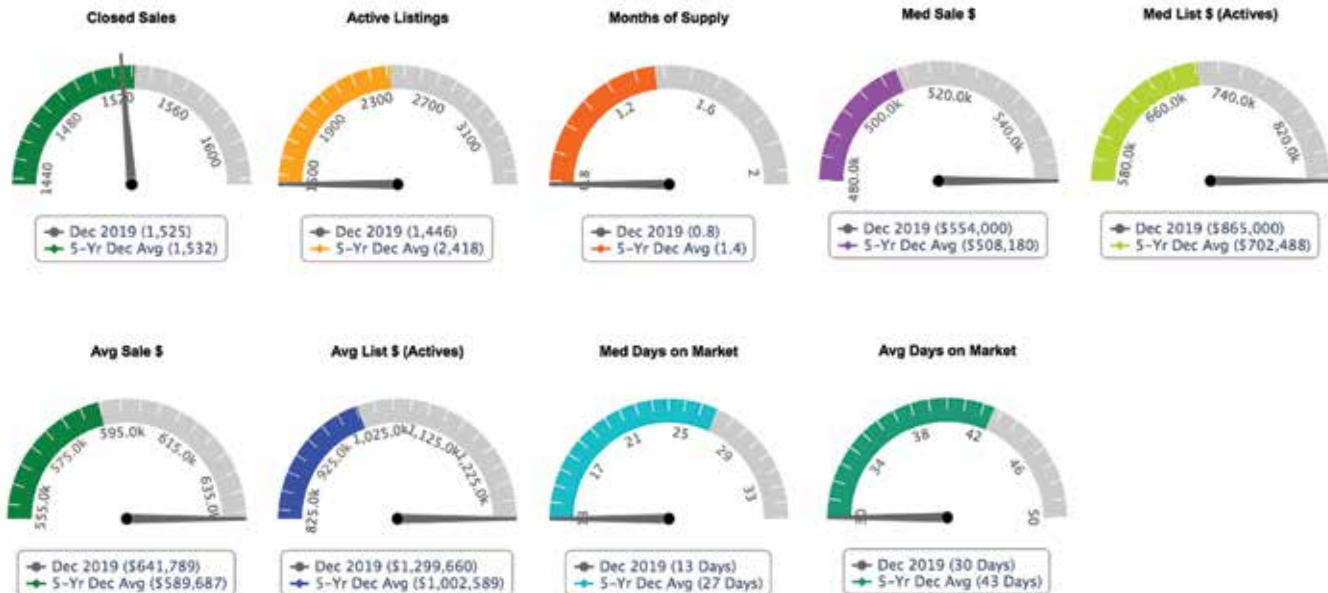 Closed Sales
1440
1480
1520
1560
1600
Dec 2019 (1,525)
5-Yr Dec Avg (1,532)
Active Listings
1500
1900
2300
2700
3100
Dec 2019 (1,446)
5-Yr Dec Avg (2,418)
Months of Supply
0.8
1.2
1.6
2
Dec 2019 (0.8)
5-Yr Dec Avg (1.4)
Med Sale $
480.0k
500.0k
520.0k
540.0k
Dec 2019 ($554,000)
5-Yr Dec Avg ($508,180)
Med List $ (Actives)
580.0k
660.0k
740.0k
820.0k
Dec 2019 ($865,000)
5-Yr Dec Avg ($702,488)
Avg Sale $
555.0k
575.0k
595.0k
615.0k
635.0k
Dec 2019 ($641,789)
5-Yr Dec Avg ($589,687)
Avg List $ (Actives)
825.0k
925.0k
1,025.0k
1,125.0k
1,225.0k
Dec 2019 ($1,299,660)
5-Yr Dec Avg ($1,002,589)
Med Days on Market
13
17
21
25
29
33
Dec 2019 (13 Days)
5-Yr Dec Avg (27 Days)
Avg Days on Market
30
34
38
42
46
50
Dec 2019 (30 Days)
5-Yr Dec Avg (43 Days)